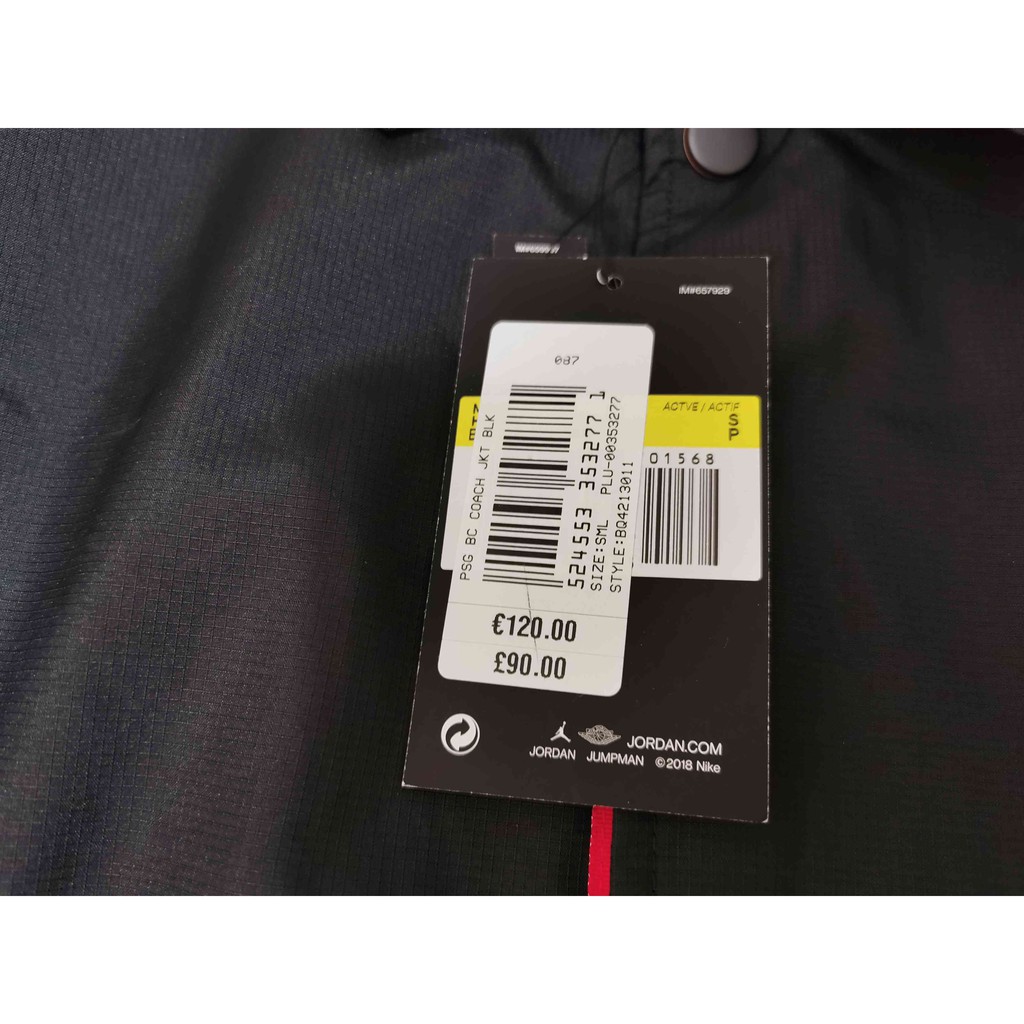 IM#657929
087
PSG BC COACH JKT BLK
524553 353277 1
SIZE:SML PLU-00353277
STYLE:BQ4213011
ACTVE / ACTIF
SP
01568
€120.00
£90.00
JORDAN.COM
JORDAN JUMPMAN ©2018 Nike